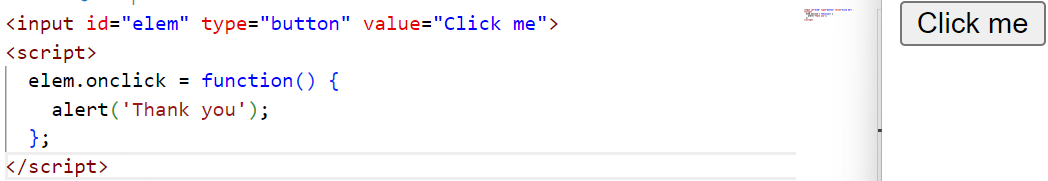 <input id="elem" type="button" value="Click me">
<script>
  elem.onclick = function() {
    alert('Thank you');
  };
</script>
Click me